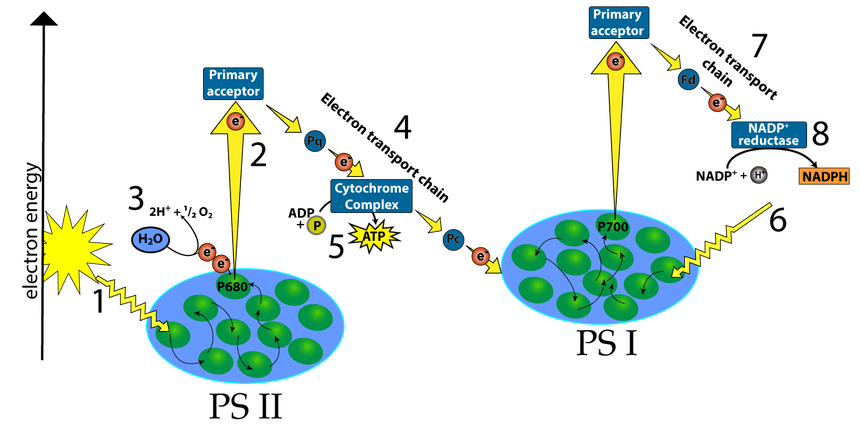 electron energy
1
3
2H⁺ + ½ O₂
H₂O
e⁻
e⁻
P680
PS II
2
e⁻
Primary
acceptor
Pq
e⁻
4
Electron transport chain
Cytochrome
Complex
ADP
+ P
5
ATP
Pc
e⁻
P700
PS I
e⁻
Primary
acceptor
Fd
e⁻
7
Electron transport
chain
NADP⁺
reductase
8
NADP⁺ + H⁺
NADPH
6